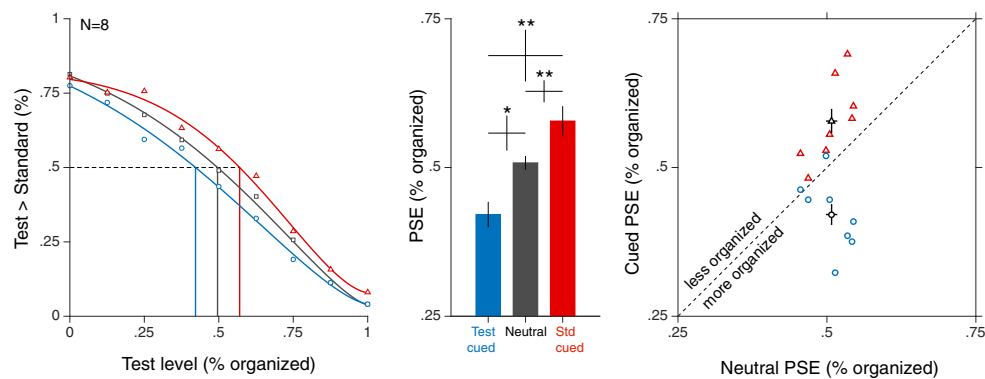 N=8
Test > Standard (%)
1
.75
.5
.25
0
0
.25
.5
.75
1
Test level (% organized)
PSE (% organized)
.75
.5
.25
**
**
*
Test
cued
Neutral
Std
cued
Cued PSE (% organized)
.75
.5
.25
less organized
more organized
.25
.5
.75
Neutral PSE (% organized)